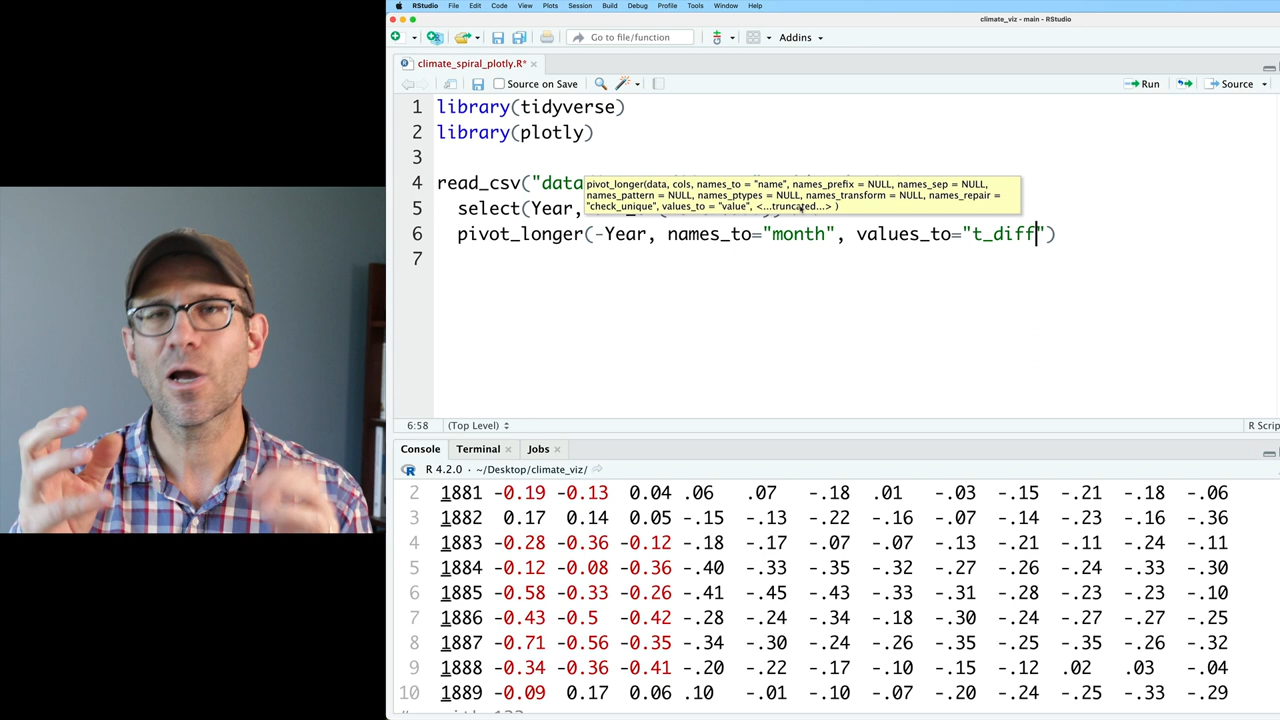 RStudio File Edit Code View Plots Session Build Debug Profile Tools Window Help
climate_viz - main - RStudio
Go to file/function Addins
climate_spiral_plotly.R*
Source on Save Run Source
1 library(tidyverse)
2 library(plotly)
3
4 read_csv("data
pivot_longer(data, cols, names_to = "name", names_prefix = NULL, names_sep = NULL,
names_pattern = NULL, names_ptypes = NULL, names_transform = NULL, names_repair =
"check_unique", values_to = "value", <...truncated...> )
5 select(Year,
6 pivot_longer(-Year, names_to="month", values_to="t_diff")
7
6:58 (Top Level) R Scrip
Console Terminal Jobs
R 4.2.0 · ~/Desktop/climate_viz/
2 1881 -0.19 -0.13 0.04 .06 .07 -.18 .01 -.03 -.15 -.21 -.18 -.06
3 1882 0.17 0.14 0.05 -.15 -.13 -.22 -.16 -.07 -.14 -.23 -.16 -.36
4 1883 -0.28 -0.36 -0.12 -.18 -.17 -.07 -.07 -.13 -.21 -.11 -.24 -.11
5 1884 -0.12 -0.08 -0.36 -.40 -.33 -.35 -.32 -.27 -.26 -.24 -.33 -.30
6 1885 -0.58 -0.33 -0.26 -.41 -.45 -.43 -.33 -.31 -.28 -.23 -.23 -.10
7 1886 -0.43 -0.5 -0.42 -.28 -.24 -.34 -.18 -.30 -.24 -.27 -.27 -.25
8 1887 -0.71 -0.56 -0.35 -.34 -.30 -.24 -.26 -.35 -.25 -.35 -.26 -.32
9 1888 -0.34 -0.36 -0.41 -.20 -.22 -.17 -.10 -.15 -.12 .02 .03 -.04
10 1889 -0.09 0.17 0.06 .10 -.01 -.10 -.07 -.20 -.24 -.25 -.33 -.29